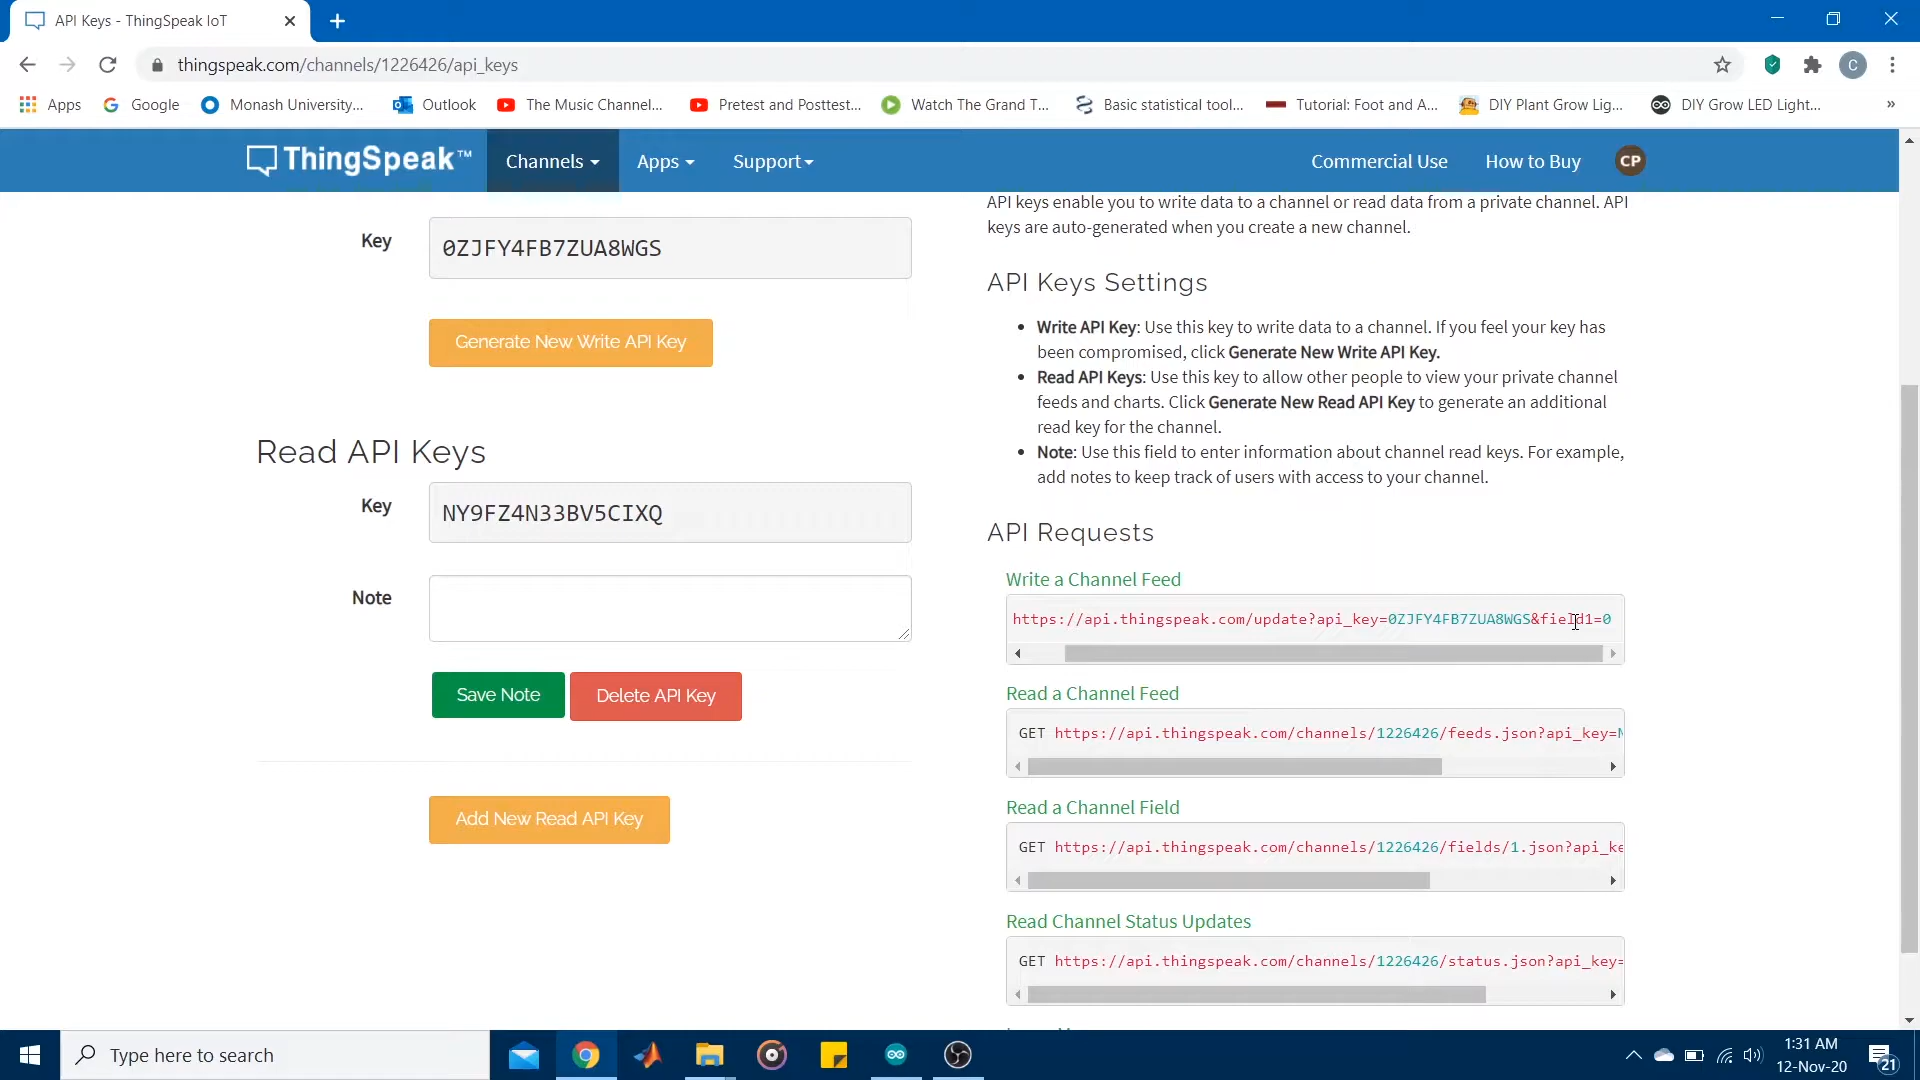 API Keys - ThingSpeak IoT
thingspeak.com/channels/1226426/api_keys
C
Apps
Google
Monash University...
Outlook
The Music Channel...
Pretest and Posttest...
Watch The Grand T...
Basic statistical tool...
Tutorial: Foot and A...
DIY Plant Grow Lig...
DIY Grow LED Light...
»
ThingSpeak™
Channels
Apps
Support
Commercial Use
How to Buy
CP
Key
0ZJFY4FB7ZUA8WGS
Generate New Write API Key
Read API Keys
Key
NY9FZ4N33BV5CIXQ
Note
Save Note
Delete API Key
Add New Read API Key
API keys enable you to write data to a channel or read data from a private channel. API
keys are auto-generated when you create a new channel.
API Keys Settings
• Write API Key: Use this key to write data to a channel. If you feel your key has
been compromised, click Generate New Write API Key.
• Read API Keys: Use this key to allow other people to view your private channel
feeds and charts. Click Generate New Read API Key to generate an additional
read key for the channel.
• Note: Use this field to enter information about channel read keys. For example,
add notes to keep track of users with access to your channel.
API Requests
Write a Channel Feed
https://api.thingspeak.com/update?api_key=0ZJFY4FB7ZUA8WGS&field1=0
Read a Channel Feed
GET https://api.thingspeak.com/channels/1226426/feeds.json?api_key=N
Read a Channel Field
GET https://api.thingspeak.com/channels/1226426/fields/1.json?api_ke
Read Channel Status Updates
GET https://api.thingspeak.com/channels/1226426/status.json?api_key=
Type here to search
1:31 AM
12-Nov-20
21